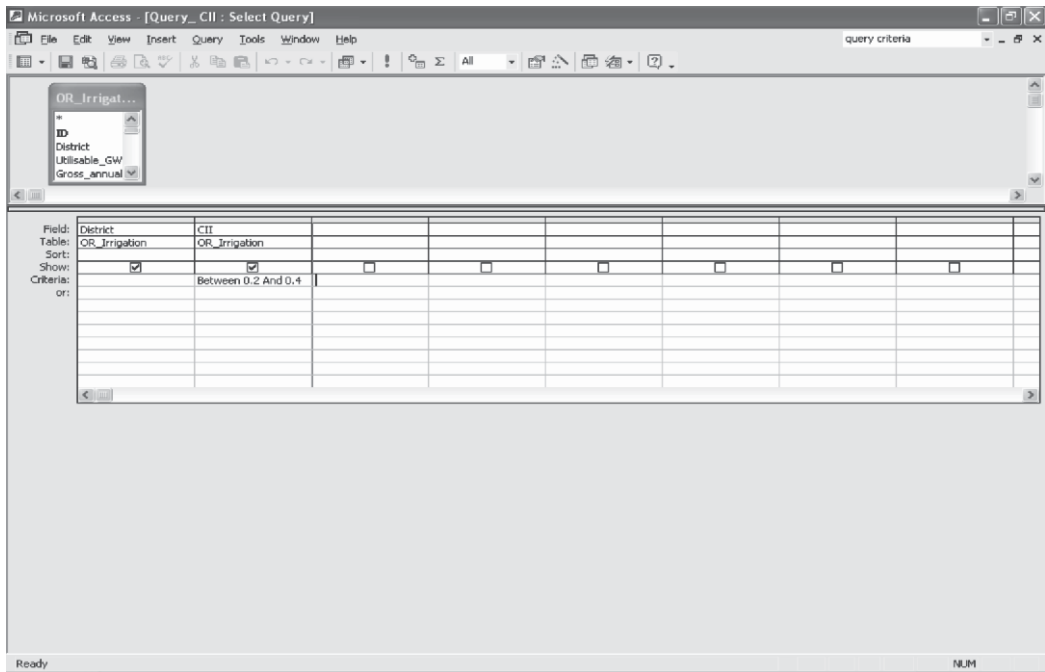 Microsoft Access - [Query_ CII : Select Query]
File Edit View Insert Query Tools Window Help query criteria
All
OR_Irrigat...
*
ID
District
Utilisable_GW
Gross_annual
Field: District CII
Table: OR_Irrigation OR_Irrigation
Sort:
Show:
Criteria: Between 0.2 And 0.4
or:
Ready NUM